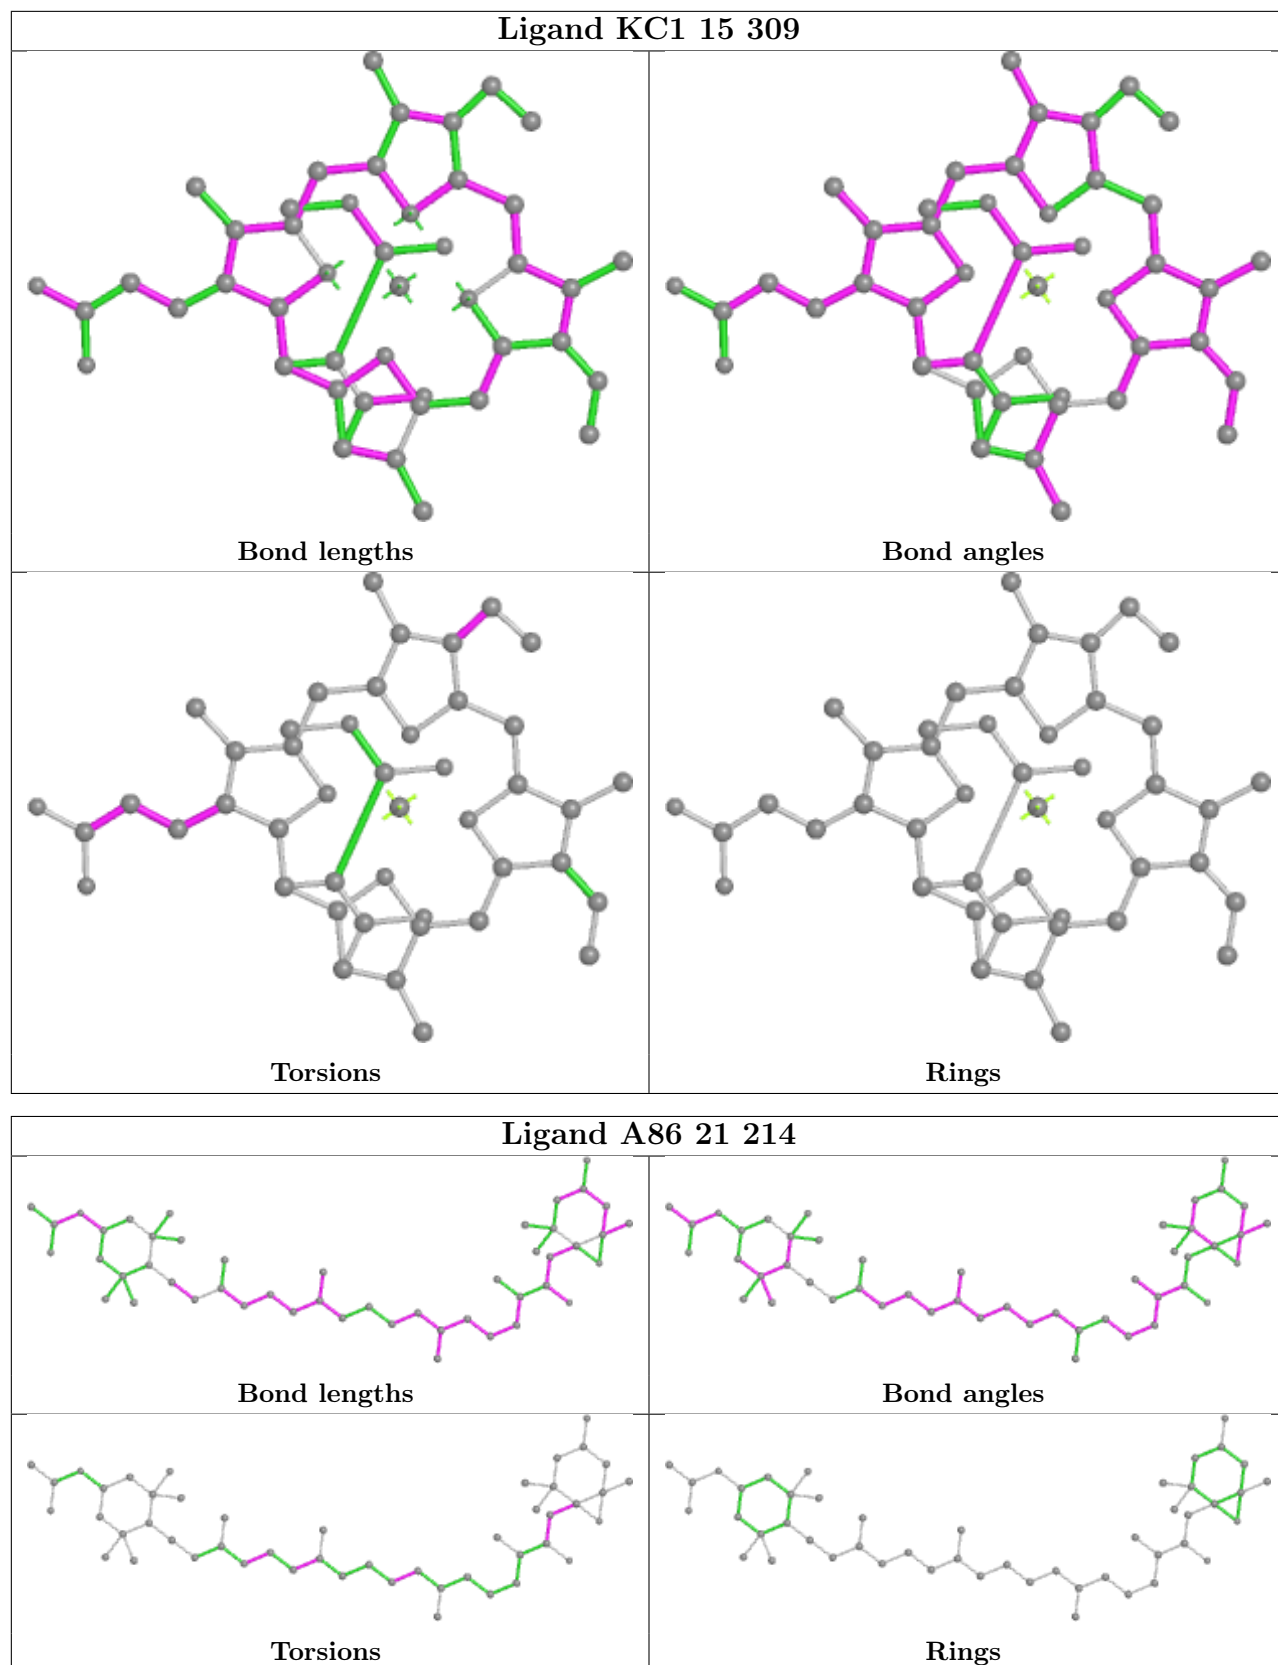 Ligand KC1 15 309
Bond lengths
Bond angles
Torsions
Rings
Ligand A86 21 214
Bond lengths
Bond angles
Torsions
Rings